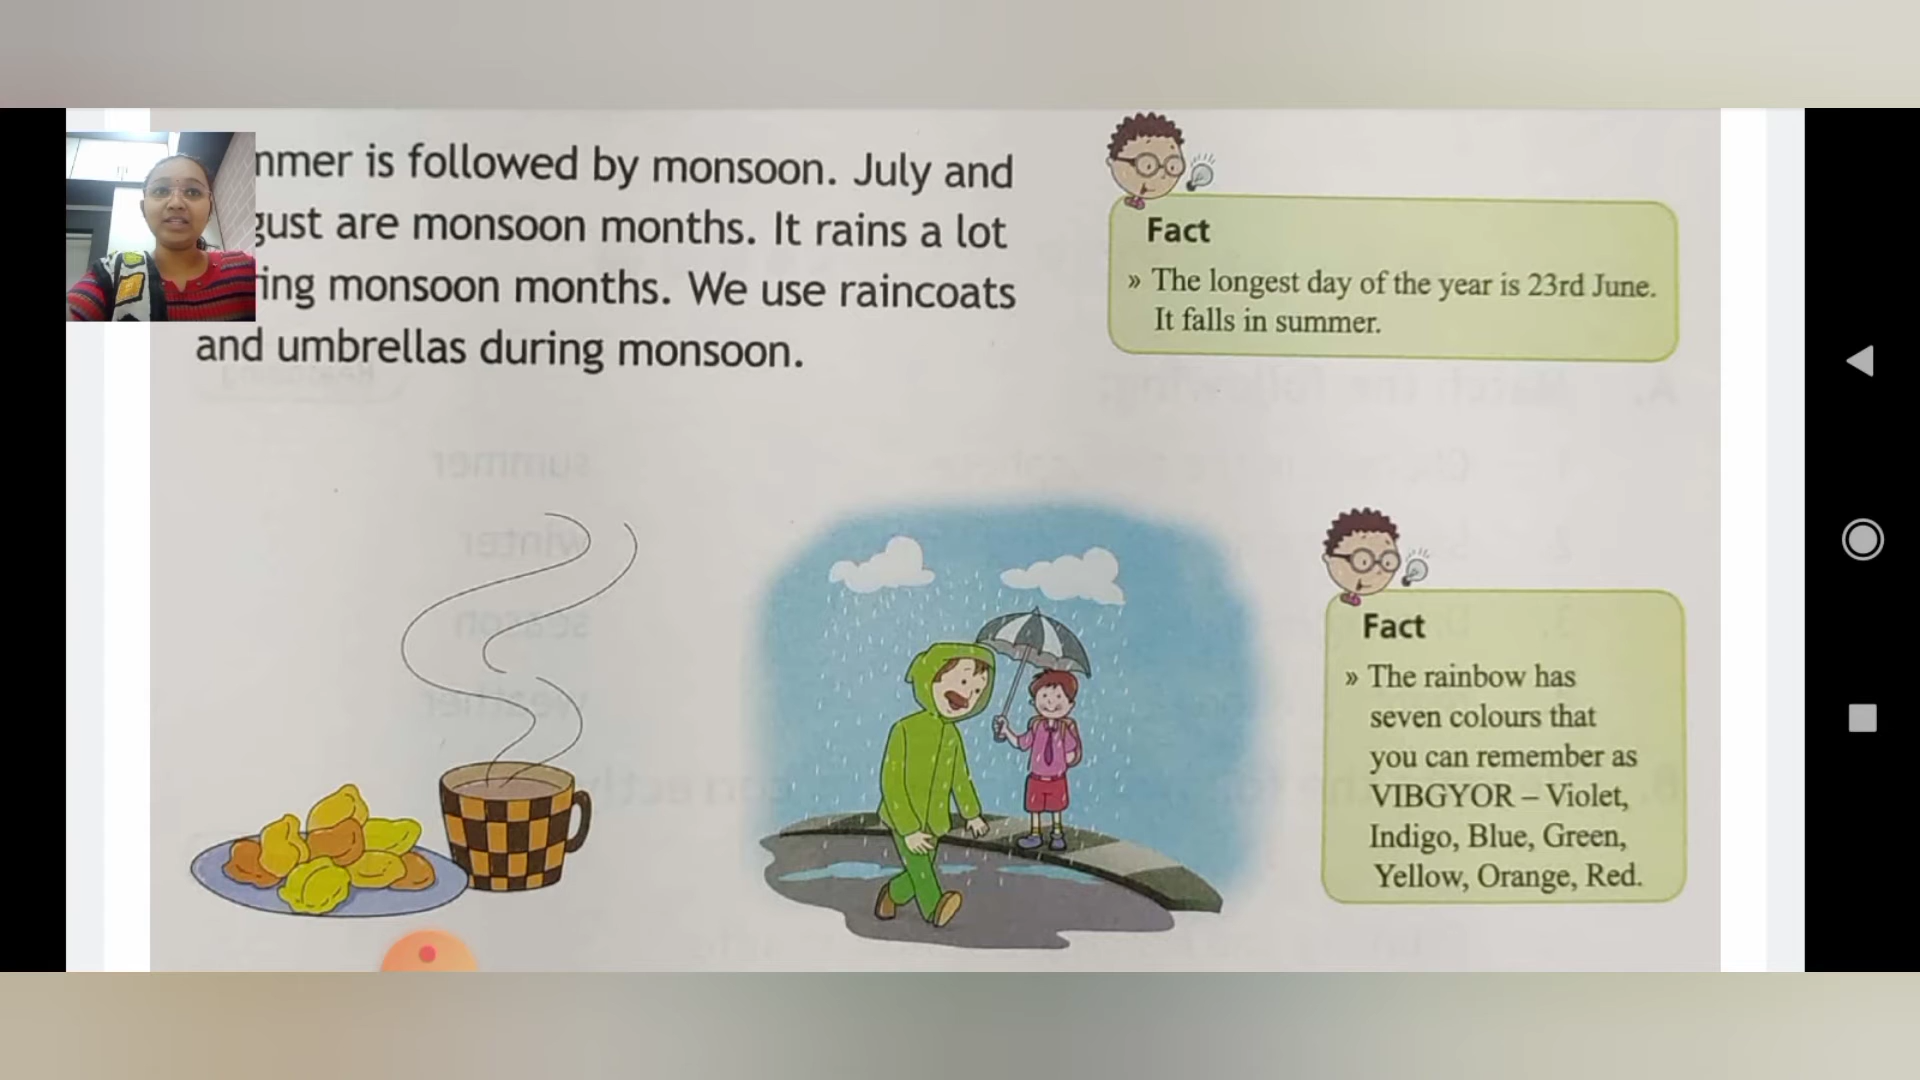 nmer is followed by monsoon. July and
gust are monsoon months. It rains a lot
ing monsoon months. We use raincoats
and umbrellas during monsoon.
Fact
» The longest day of the year is 23rd June.
It falls in summer.
Fact
» The rainbow has
seven colours that
you can remember as
VIBGYOR – Violet,
Indigo, Blue, Green,
Yellow, Orange, Red.